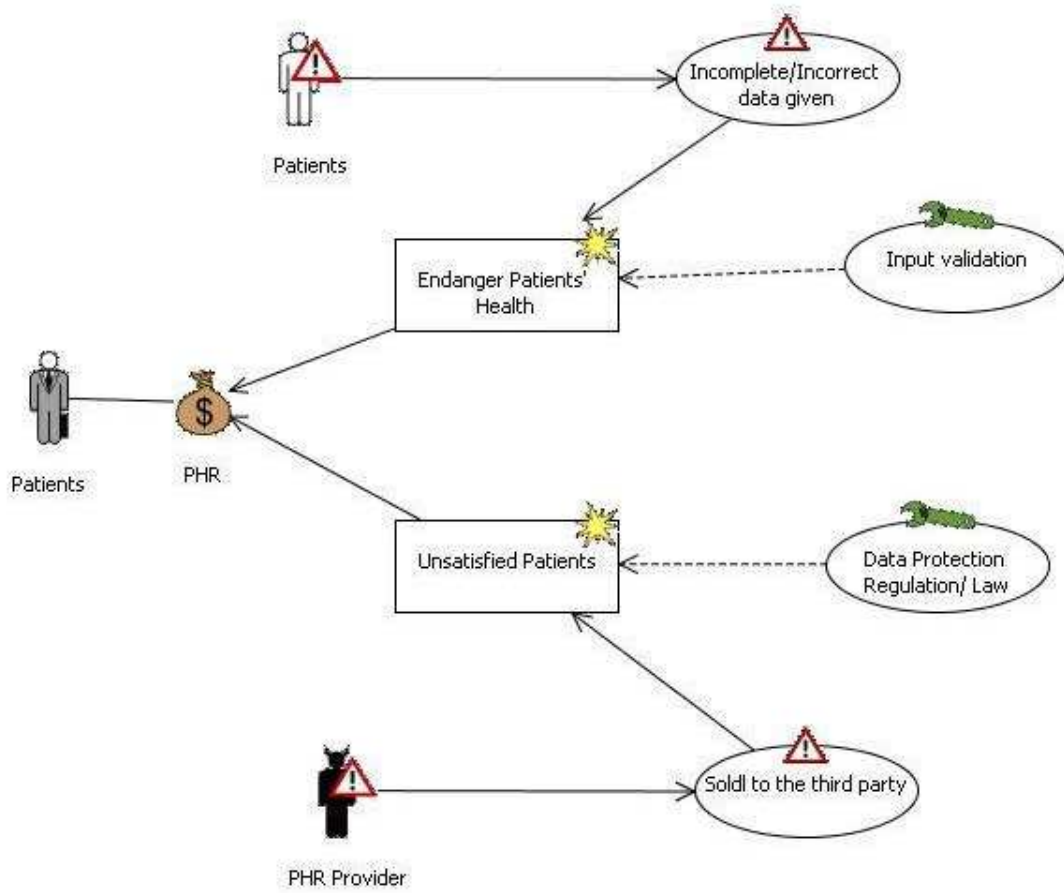 Incomplete/Incorrect
data given
Patients
Input validation
Endanger Patients'
Health
$
Patients
PHR
Unsatisfied Patients
Data Protection
Regulation/ Law
Soldl to the third party
PHR Provider